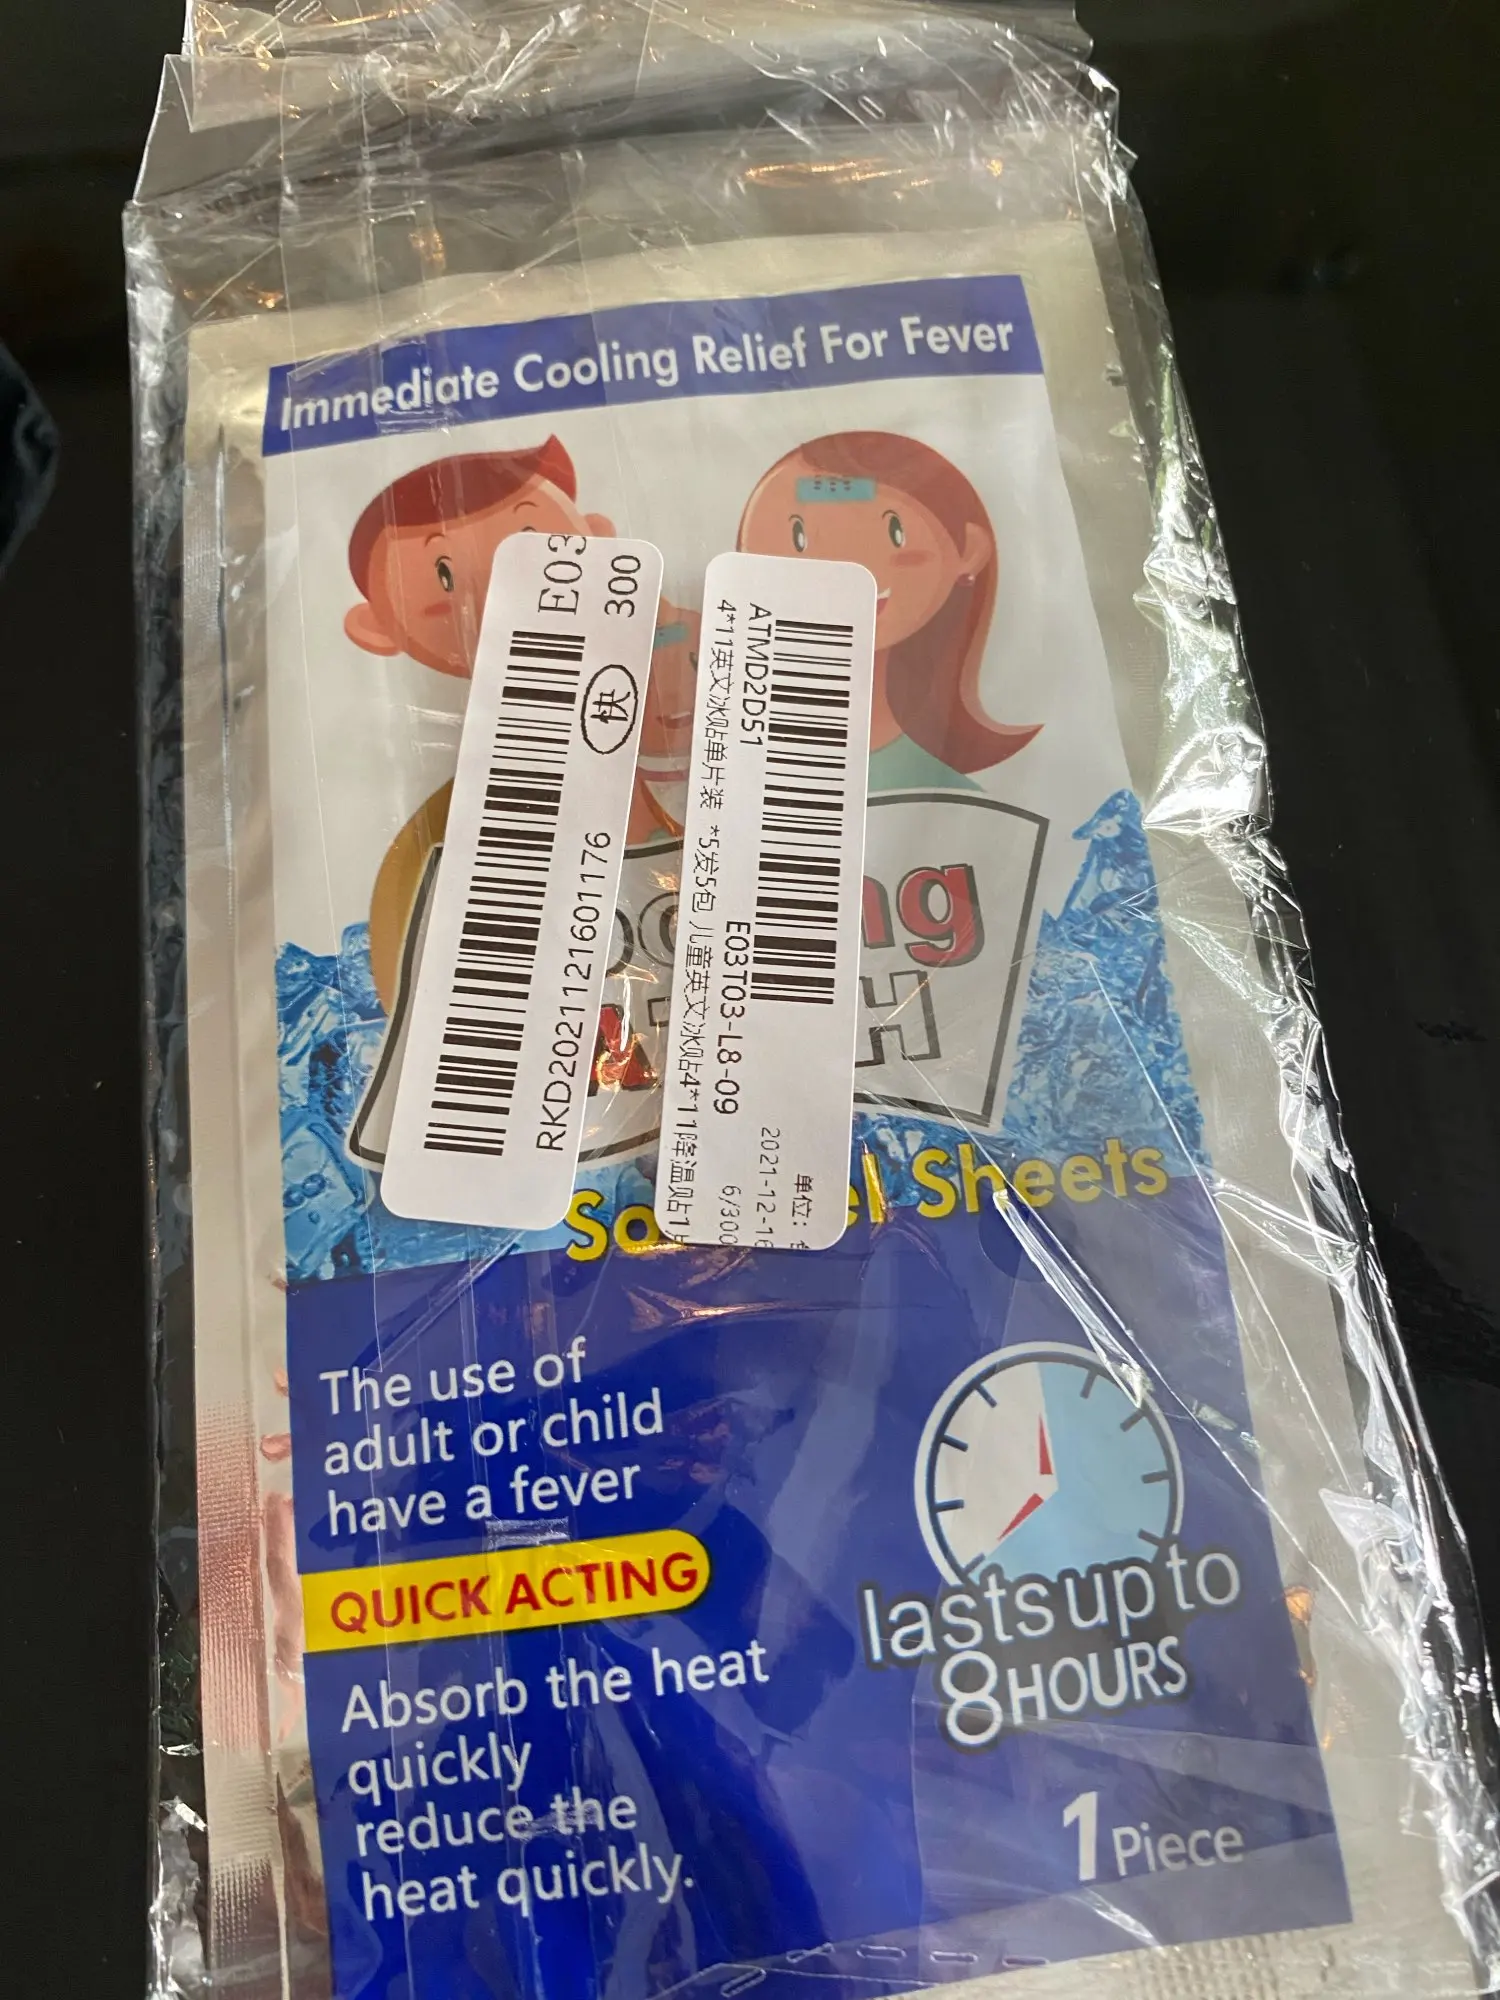 Immediate Cooling Relief For Fever
E03
300
快
RKD2021121601176
ATMD2D51
4*11英文冰贴单片装 *5发5包 儿童英文冰贴4*11降温贴1
E03T03-L8-09
6/300
2021-12-16
单位:
ng
H
Sheets
The use of
adult or child
have a fever
QUICK ACTING
Absorb the heat
quickly
reduce the
heat quickly.
lasts up to
8 HOURS
1 Piece